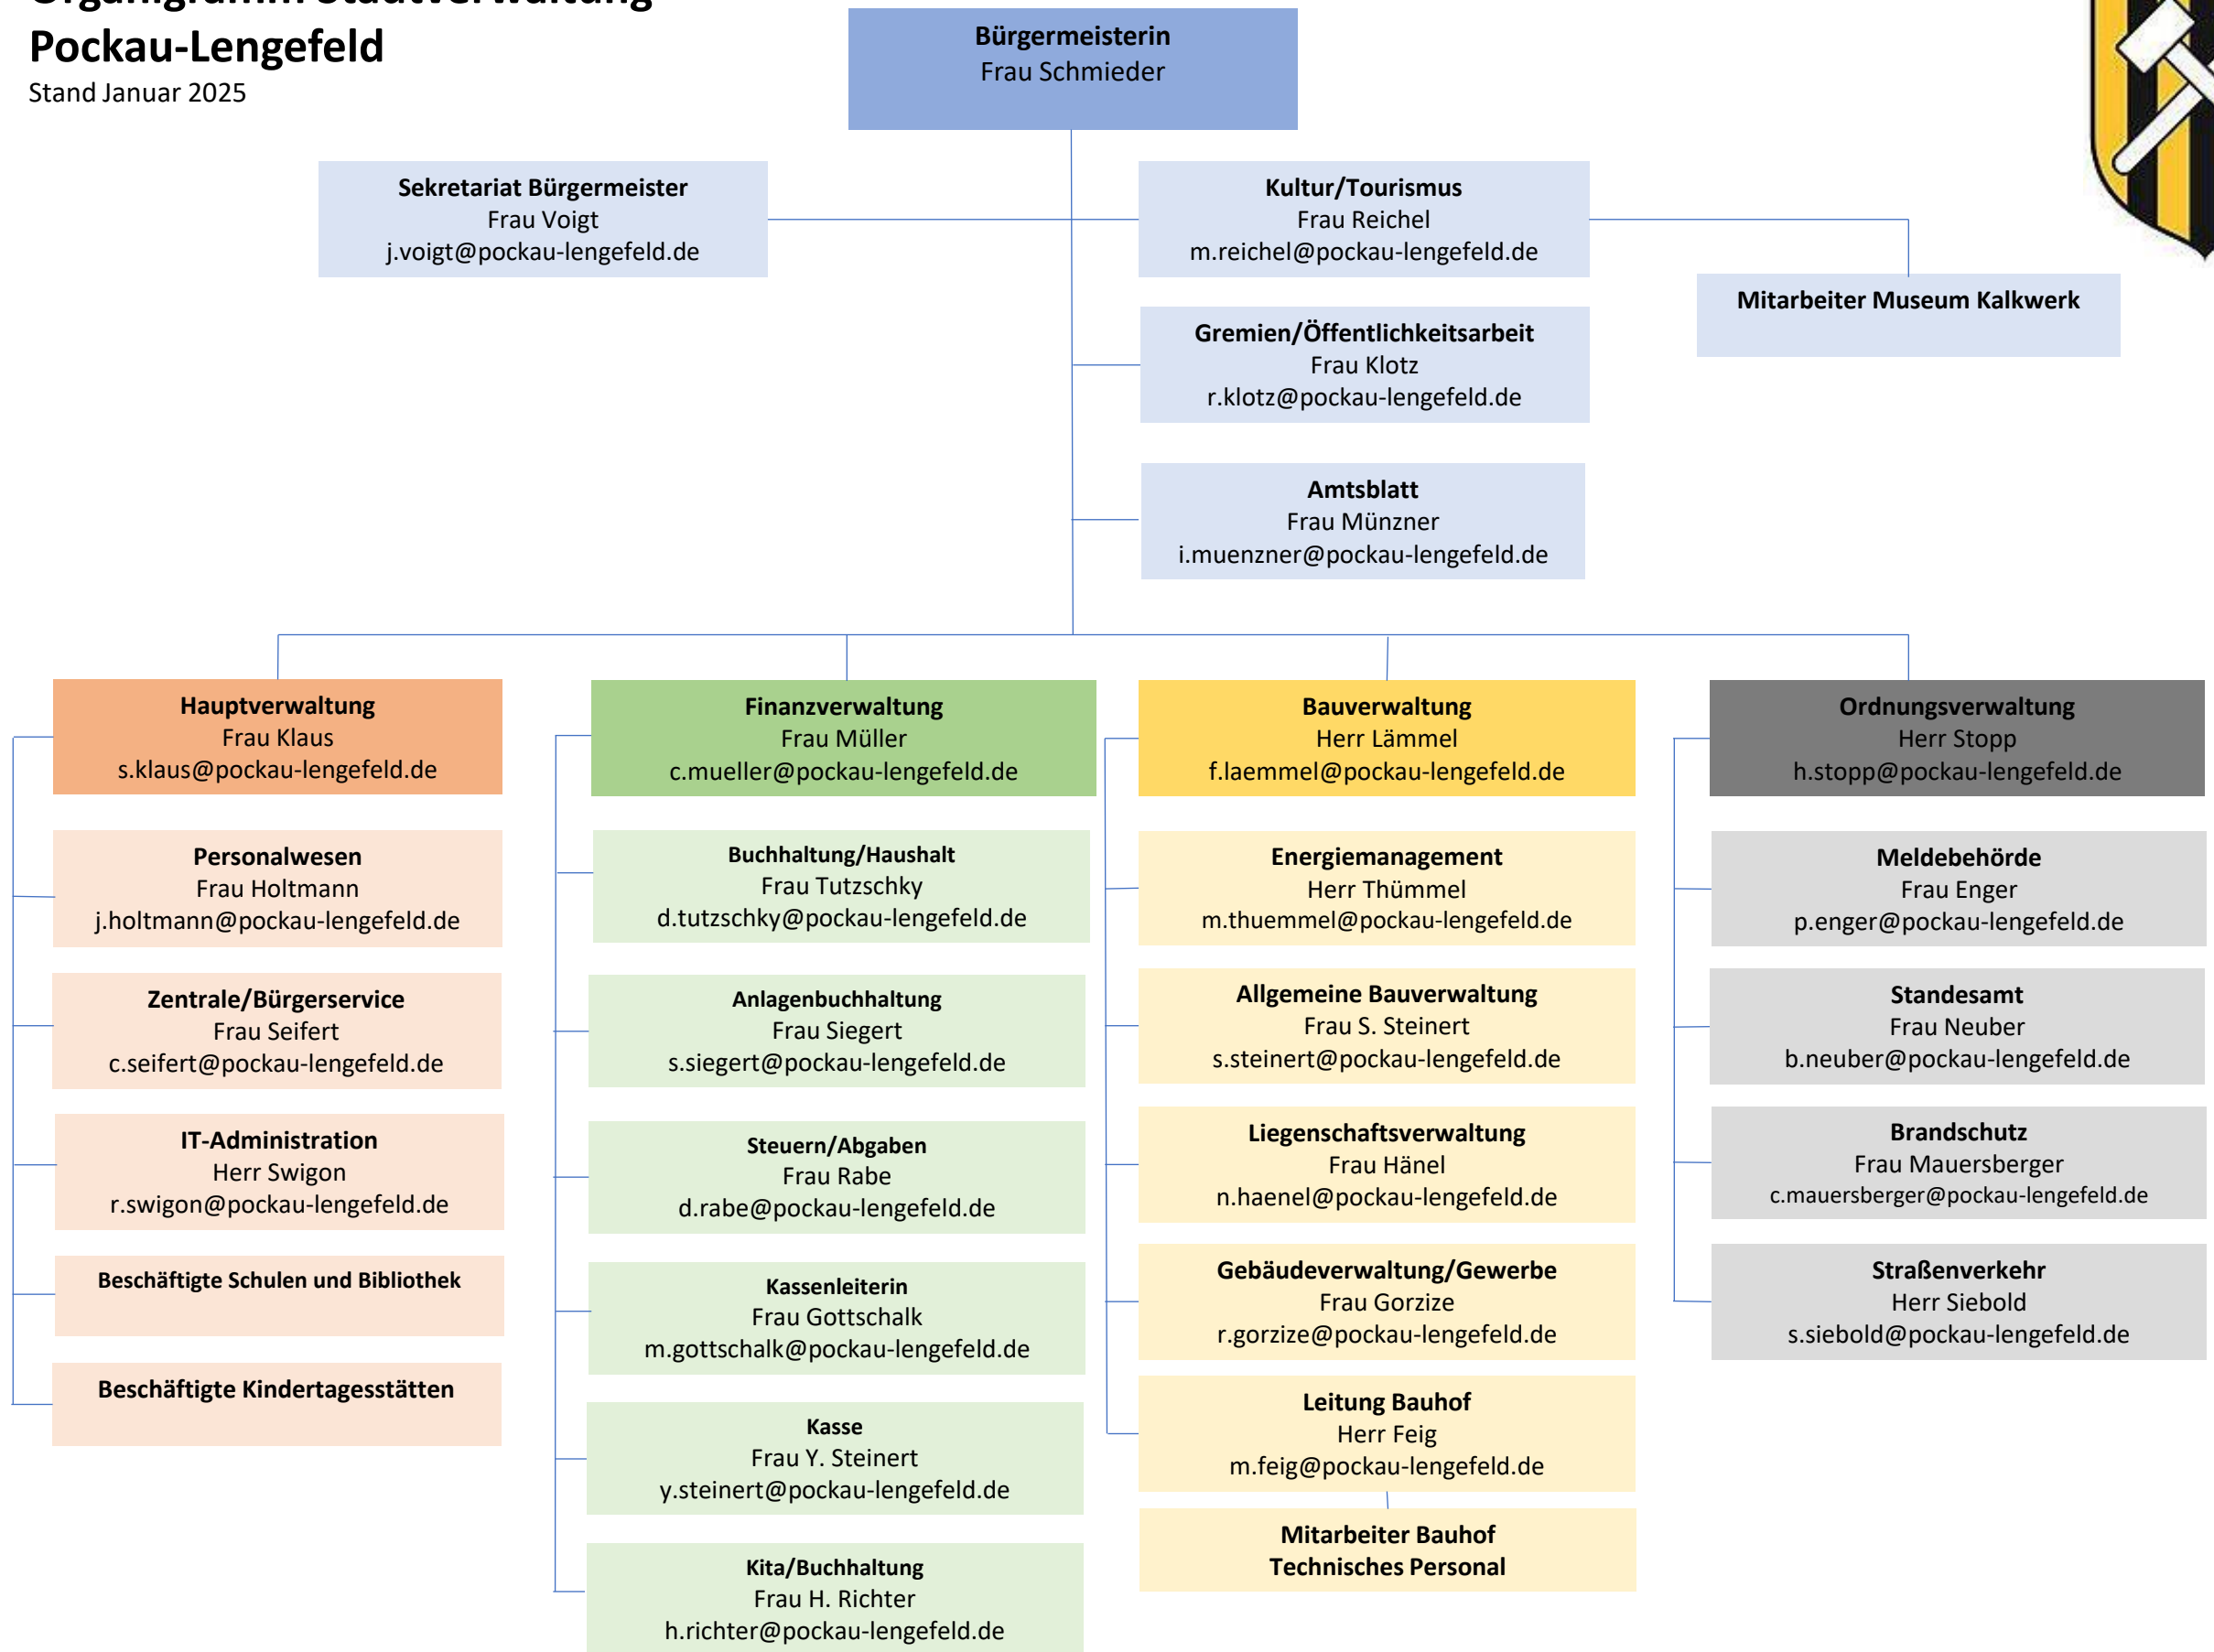 Organigramm Stadtverwaltung
Pockau-Lengefeld
Stand Januar 2025
Bürgermeisterin
Frau Schmieder
Sekretariat Bürgermeister
Frau Voigt
j.voigt@pockau-lengefeld.de
Kultur/Tourismus
Frau Reichel
m.reichel@pockau-lengefeld.de
Mitarbeiter Museum Kalkwerk
Gremien/Öffentlichkeitsarbeit
Frau Klotz
r.klotz@pockau-lengefeld.de
Amtsblatt
Frau Münzner
i.muenzner@pockau-lengefeld.de
Hauptverwaltung
Frau Klaus
s.klaus@pockau-lengefeld.de
Personalwesen
Frau Holtmann
j.holtmann@pockau-lengefeld.de
Zentrale/Bürgerservice
Frau Seifert
c.seifert@pockau-lengefeld.de
IT-Administration
Herr Swigon
r.swigon@pockau-lengefeld.de
Beschäftigte Schulen und Bibliothek
Beschäftigte Kindertagesstätten
Finanzverwaltung
Frau Müller
c.mueller@pockau-lengefeld.de
Buchhaltung/Haushalt
Frau Tutzschky
d.tutzschky@pockau-lengefeld.de
Anlagenbuchhaltung
Frau Siegert
s.siegert@pockau-lengefeld.de
Steuern/Abgaben
Frau Rabe
d.rabe@pockau-lengefeld.de
Kassenleiterin
Frau Gottschalk
m.gottschalk@pockau-lengefeld.de
Kasse
Frau Y. Steinert
y.steinert@pockau-lengefeld.de
Kita/Buchhaltung
Frau H. Richter
h.richter@pockau-lengefeld.de
Bauverwaltung
Herr Lämmel
f.laemmel@pockau-lengefeld.de
Energiemanagement
Herr Thümmel
m.thuemmel@pockau-lengefeld.de
Allgemeine Bauverwaltung
Frau S. Steinert
s.steinert@pockau-lengefeld.de
Liegenschaftsverwaltung
Frau Hänel
n.haenel@pockau-lengefeld.de
Gebäudeverwaltung/Gewerbe
Frau Gorzize
r.gorzize@pockau-lengefeld.de
Leitung Bauhof
Herr Feig
m.feig@pockau-lengefeld.de
Mitarbeiter Bauhof
Technisches Personal
Ordnungsverwaltung
Herr Stopp
h.stopp@pockau-lengefeld.de
Meldebehörde
Frau Enger
p.enger@pockau-lengefeld.de
Standesamt
Frau Neuber
b.neuber@pockau-lengefeld.de
Brandschutz
Frau Mauersberger
c.mauersberger@pockau-lengefeld.de
Straßenverkehr
Herr Siebold
s.siebold@pockau-lengefeld.de